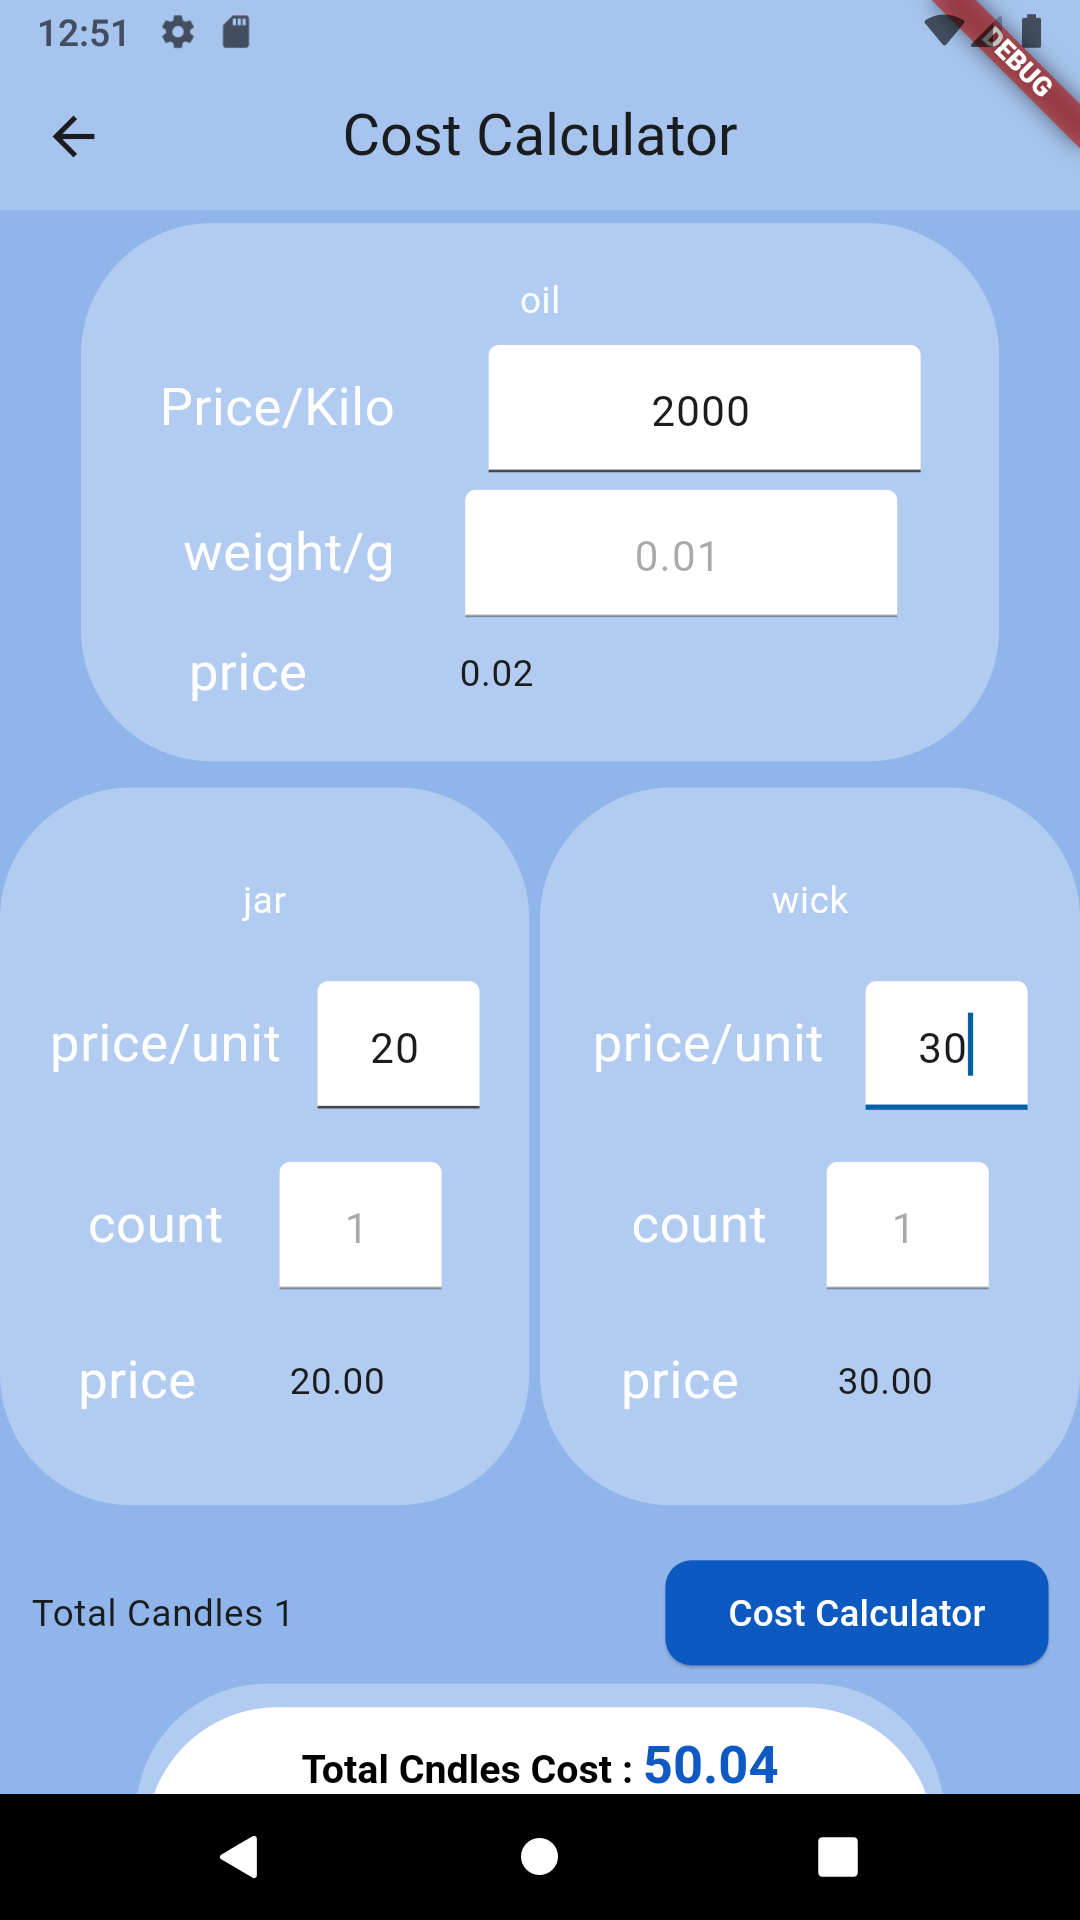 12:51
DEBUG
Cost Calculator
oil
Price/Kilo 2000
weight/g 0.01
price 0.02
jar
price/unit 20
count 1
price 20.00
wick
price/unit 30
count 1
price 30.00
Total Candles 1
Cost Calculator
Total Cndles Cost : 50.04